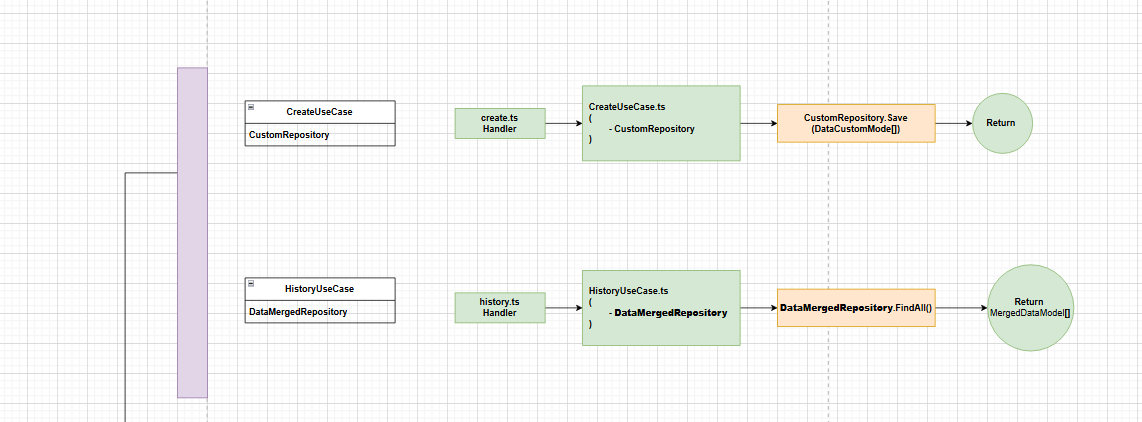 CreateUseCase
CustomRepository
create.ts
Handler
CreateUseCase.ts
(
- CustomRepository
)
CustomRepository.Save
(DataCustomMode[])
Return
HistoryUseCase
DataMergedRepository
history.ts
Handler
HistoryUseCase.ts
(
- DataMergedRepository
)
DataMergedRepository.FindAll()
Return
MergedDataModel[]